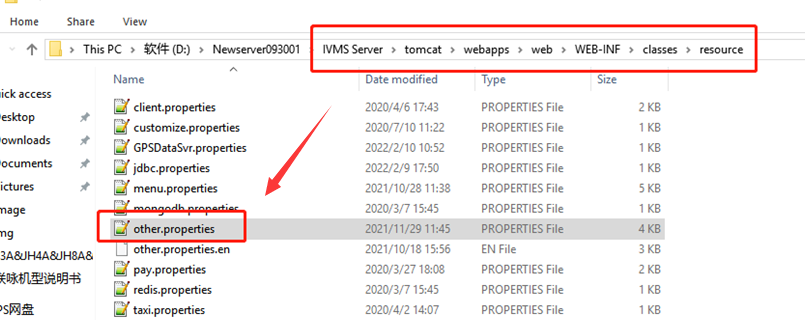 Home Share View
This PC 软件 (D:) Newserver093001 IVMS Server tomcat webapps web WEB-INF classes resource
Name Date modified Type Size
uick access
client.properties 2020/4/6 17:43 PROPERTIES File 2 KB
esktop
customize.properties 2020/7/10 11:22 PROPERTIES File 1 KB
ownloads
GPSDataSvr.properties 2022/2/10 10:52 PROPERTIES File 1 KB
ocuments
jdbc.properties 2022/2/9 17:50 PROPERTIES File 1 KB
ictures
menu.properties 2021/10/28 11:38 PROPERTIES File 5 KB
mage
mongodb.properties 2020/3/7 15:45 PROPERTIES File 1 KB
mg
other.properties 2021/11/29 11:45 PROPERTIES File 4 KB
3A&JH4A&JH8A&
other.properties.en 2021/10/18 15:56 EN File 3 KB
咏机型说明书
pay.properties 2020/3/27 18:08 PROPERTIES File 2 KB
redis.properties 2020/3/7 15:45 PROPERTIES File 1 KB
PS网盘
taxi.properties 2020/4/2 14:07 PROPERTIES File 1 KB